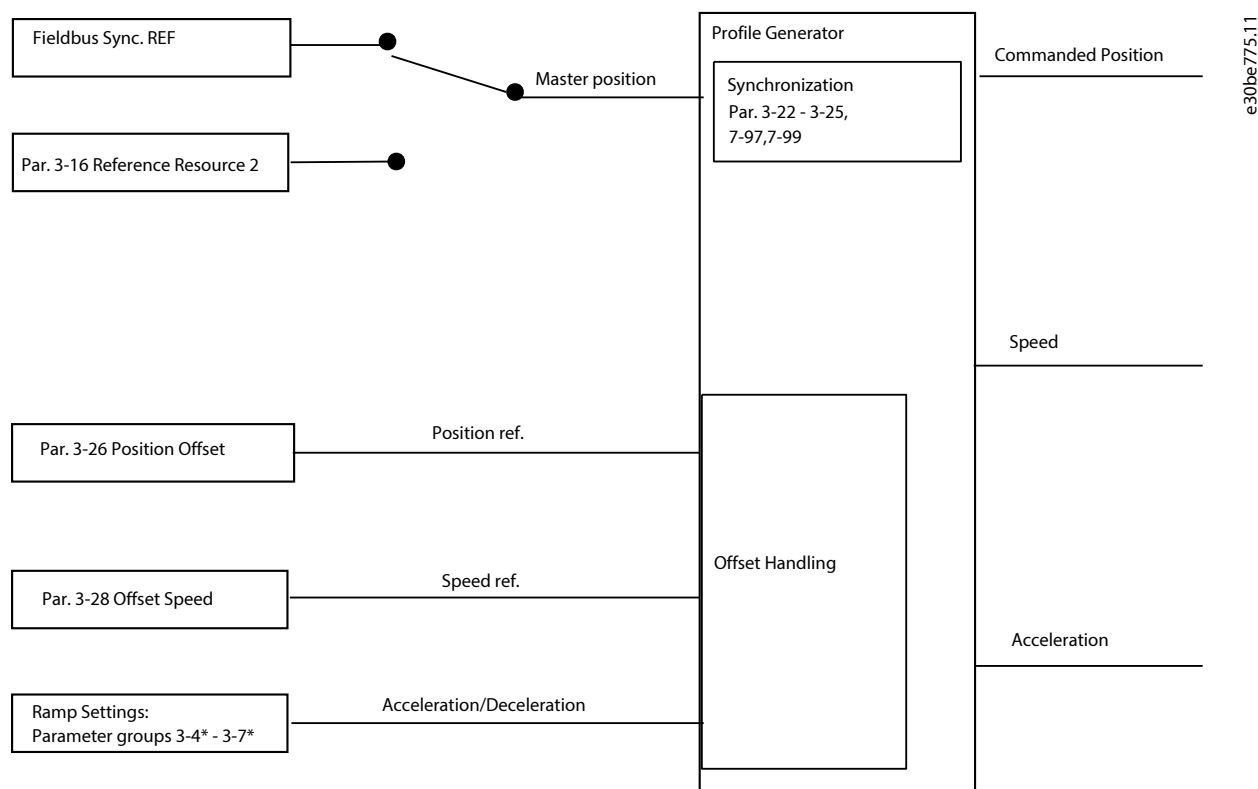 Fieldbus Sync. REF
Par. 3-16 Reference Resource 2
Master position
Profile Generator
Synchronization
Par. 3-22 - 3-25,
7-97,7-99
Commanded Position
e30be775.11
Speed
Par. 3-26 Position Offset
Position ref.
Par. 3-28 Offset Speed
Speed ref.
Offset Handling
Acceleration
Ramp Settings:
Parameter groups 3-4* - 3-7*
Acceleration/Deceleration